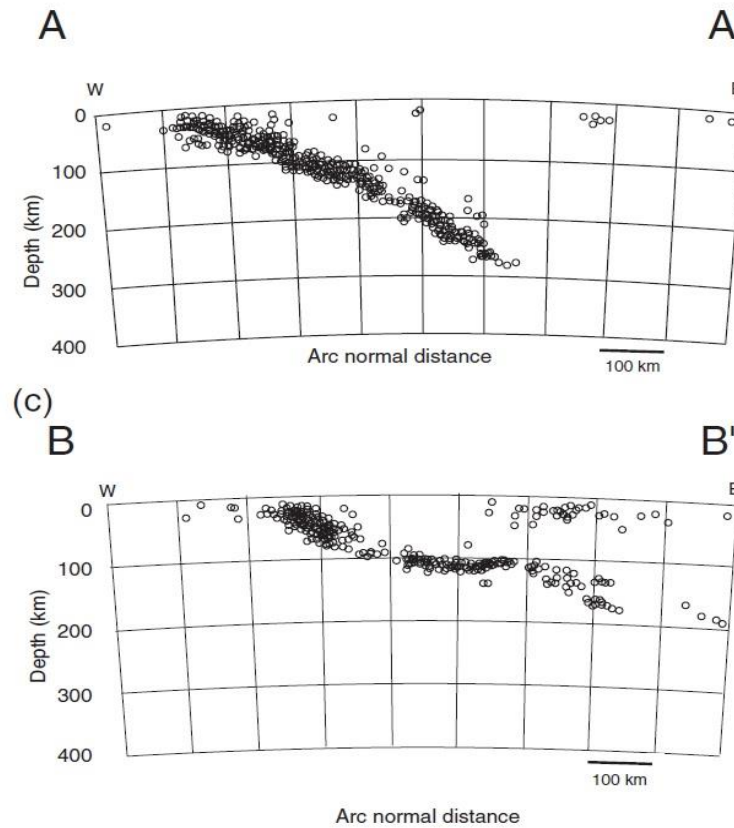 A A
W E
0
100
200
300
400
Depth (km)
Arc normal distance
100 km
(c)
B B'
W E
0
100
200
300
400
Depth (km)
100 km
Arc normal distance